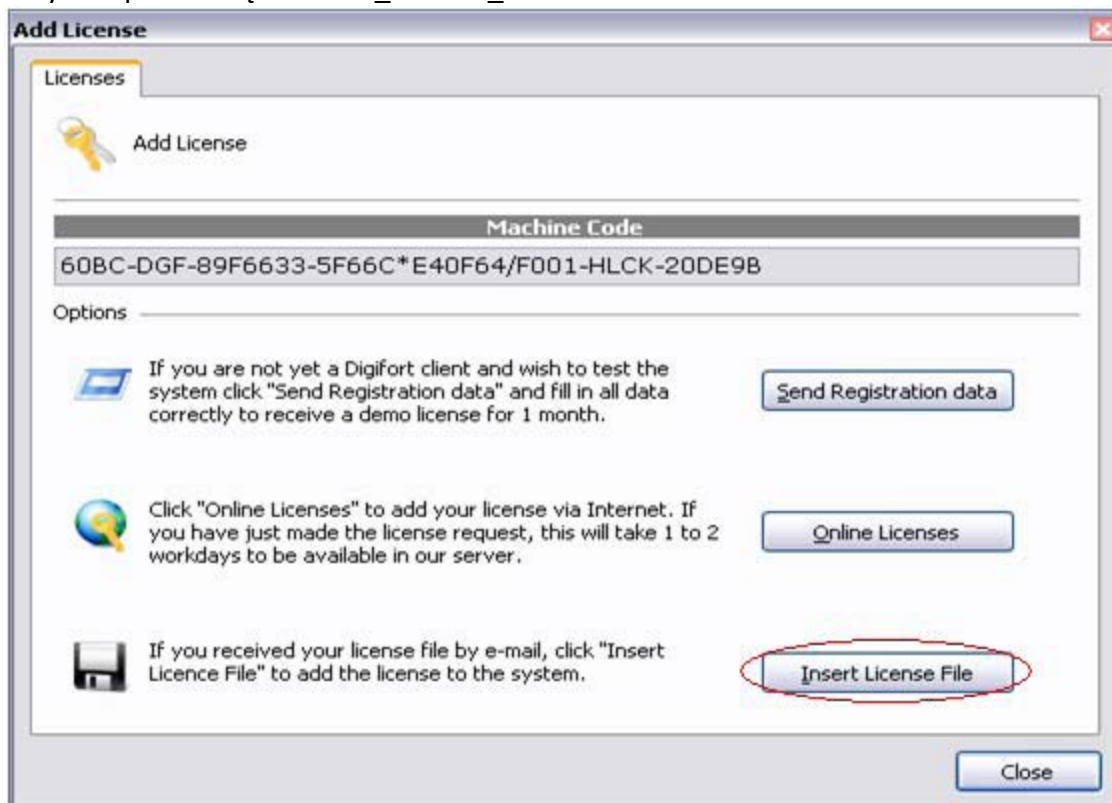 Add License
Licenses
Add License
Machine Code
60BC-DGF-89F6633-5F66C*E40F64/F001-HLCK-20DE9B
Options
If you are not yet a Digifort client and wish to test the
system click "Send Registration data" and fill in all data
correctly to receive a demo license for 1 month.
Send Registration data
Click "Online Licenses" to add your license via Internet. If
you have just made the license request, this will take 1 to 2
workdays to be available in our server.
Online Licenses
If you received your license file by e-mail, click "Insert
Licence File" to add the license to the system.
Insert License File
Close